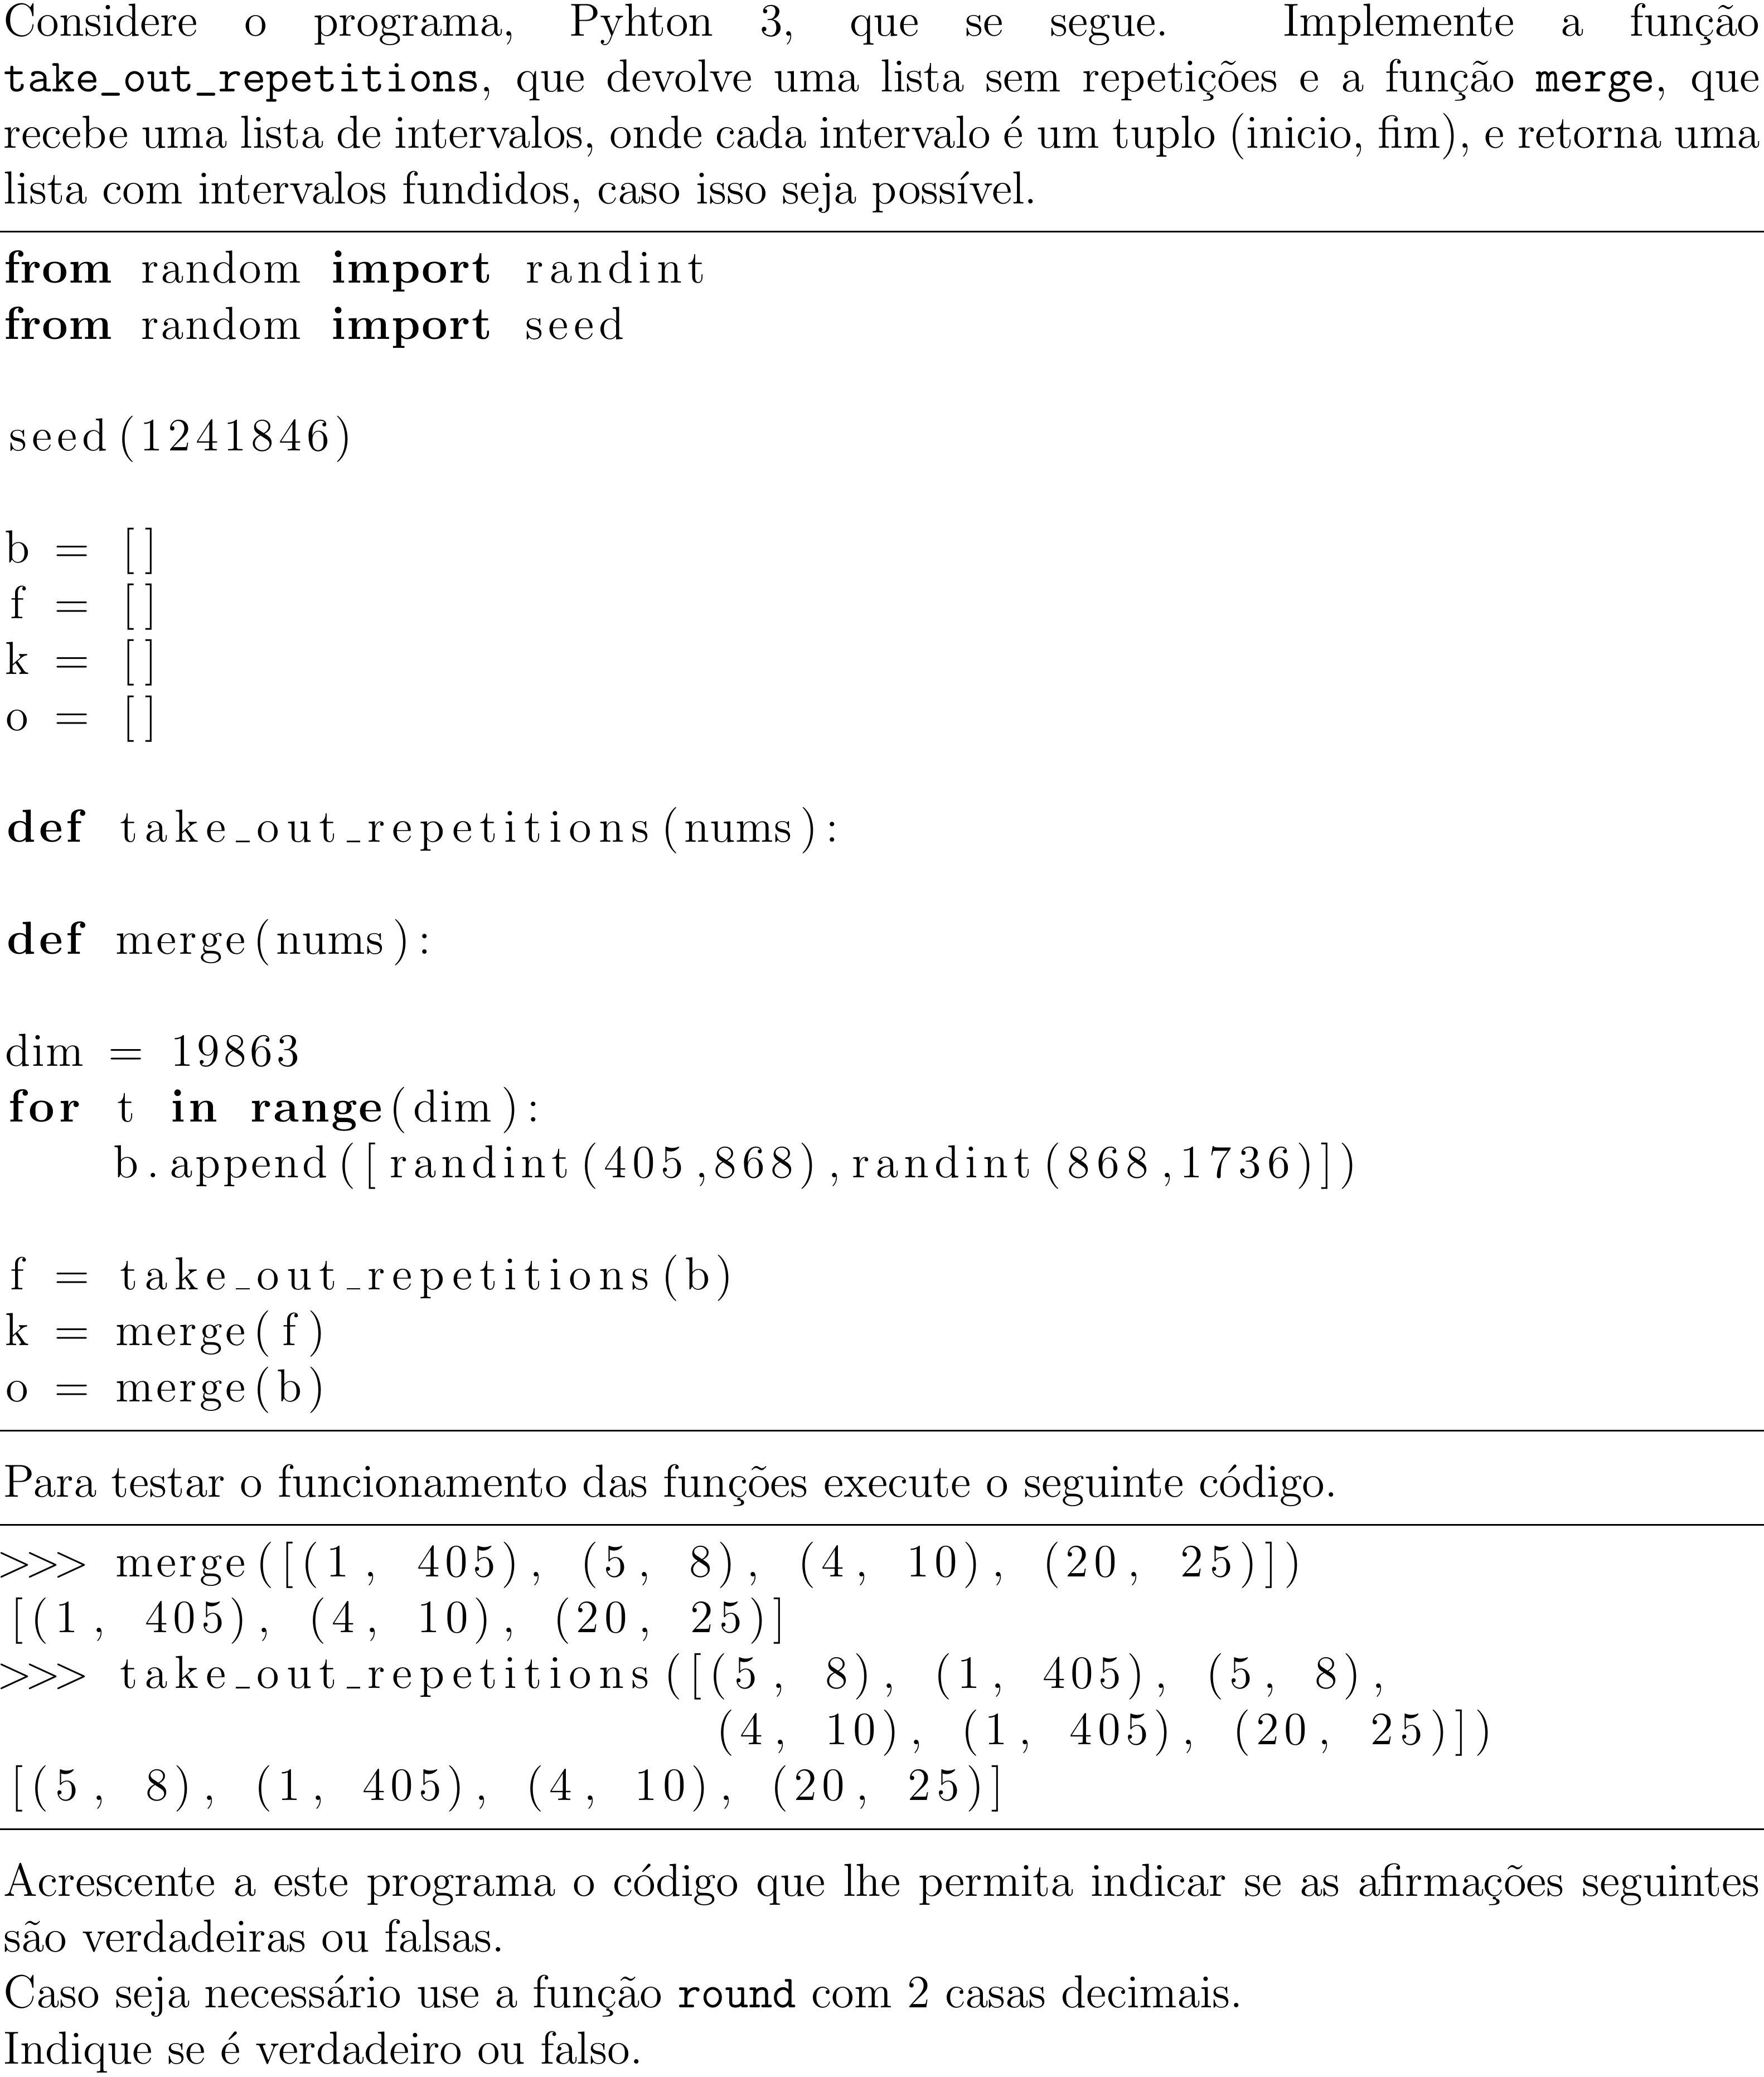 Considere o programa, Pyhton 3, que se segue. Implemente a função
take_out_repetitions, que devolve uma lista sem repetições e a função merge, que
recebe uma lista de intervalos, onde cada intervalo é um tuplo (inicio, fim), e retorna uma
lista com intervalos fundidos, caso isso seja possível.
from random import randint
from random import seed
seed(1241846)
b = []
f = []
k = []
o = []
def take_out_repetitions(nums):
def merge(nums):
dim = 19863
for t in range(dim):
    b.append([randint(405,868),randint(868,1736)])
f = take_out_repetitions(b)
k = merge(f)
o = merge(b)
Para testar o funcionamento das funções execute o seguinte código.
>>> merge([(1, 405), (5, 8), (4, 10), (20, 25)])
[(1, 405), (4, 10), (20, 25)]
>>> take_out_repetitions([(5, 8), (1, 405), (5, 8),
(4, 10), (1, 405), (20, 25)])
[(5, 8), (1, 405), (4, 10), (20, 25)]
Acrescente a este programa o código que lhe permita indicar se as afirmações seguintes
são verdadeiras ou falsas.
Caso seja necessário use a função round com 2 casas decimais.
Indique se é verdadeiro ou falso.